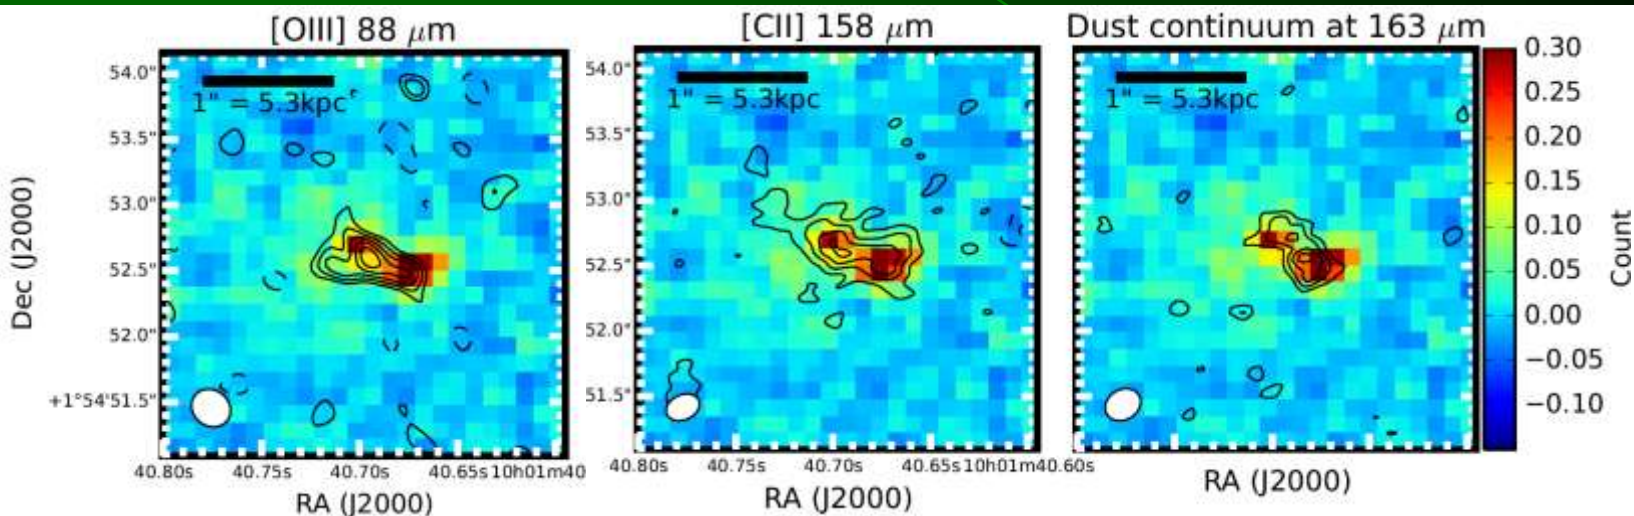 [OIII] 88 μm
[CII] 158 μm
Dust continuum at 163 μm
1" = 5.3kpc
1" = 5.3kpc
1" = 5.3kpc
54.0"
53.5"
53.0"
52.5"
52.0"
+1°54'51.5"
54.0"
53.5"
53.0"
52.5"
52.0"
51.5"
0.30
0.25
0.20
0.15
0.10
0.05
0.00
−0.05
−0.10
Dec (J2000)
Count
40.80s 40.75s 40.70s 40.65s10h01m40
40.80s 40.75s 40.70s 40.65s10h01m40.60s
RA (J2000)
RA (J2000)
RA (J2000)